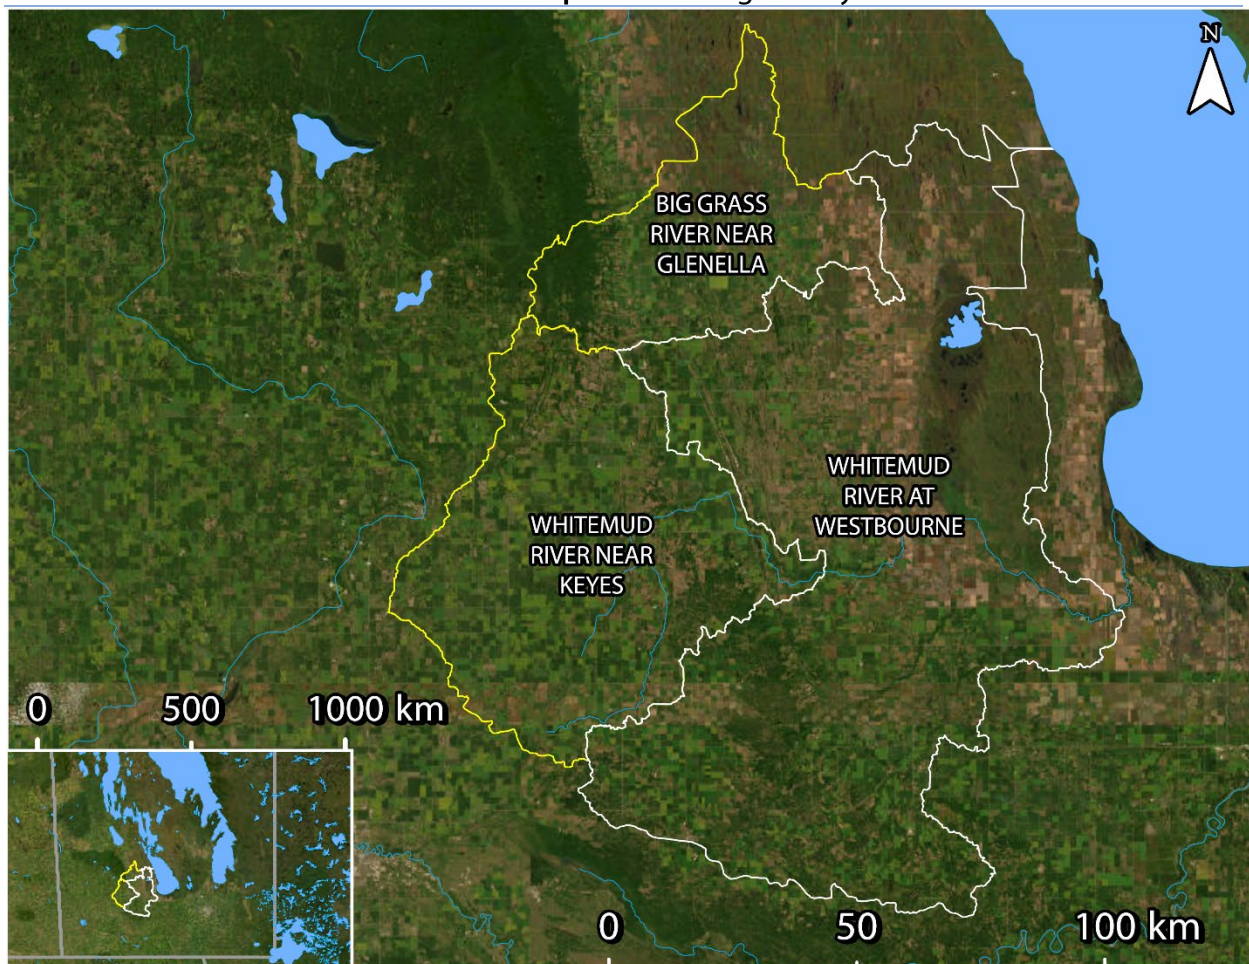 N
BIG GRASS
RIVER NEAR
GLENELLA
WHITEMUD
RIVER AT
WESTBOURNE
WHITEMUD
RIVER NEAR
KEYES
0 500 1000 km
0 50 100 km